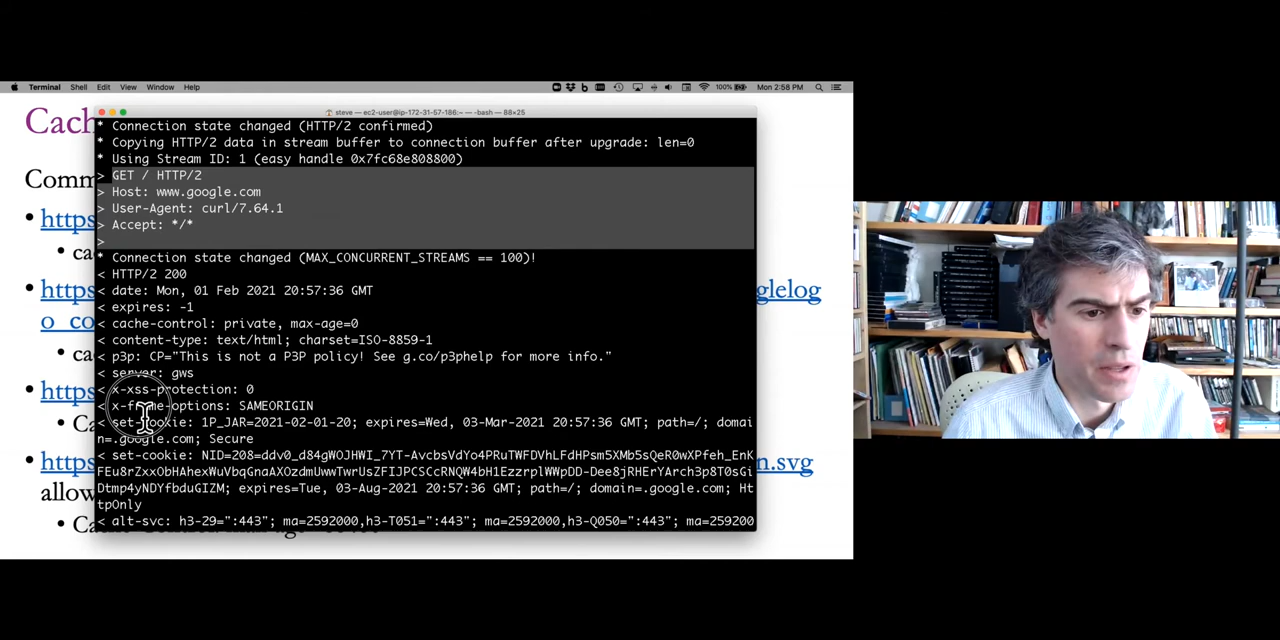 Terminal Shell Edit View Window Help 100% Mon 2:58 PM
steve — ec2-user@ip-172-31-57-186:~ — -bash — 88×25
Cach
Comm
https
cac
https
glelog
o_co
cac
https
Ca
https
n.svg
allow
* Connection state changed (HTTP/2 confirmed)
* Copying HTTP/2 data in stream buffer to connection buffer after upgrade: len=0
* Using Stream ID: 1 (easy handle 0x7fc68e808800)
> GET / HTTP/2
> Host: www.google.com
> User-Agent: curl/7.64.1
> Accept: */*
>
* Connection state changed (MAX_CONCURRENT_STREAMS == 100)!
< HTTP/2 200
< date: Mon, 01 Feb 2021 20:57:36 GMT
< expires: -1
< cache-control: private, max-age=0
< content-type: text/html; charset=ISO-8859-1
< p3p: CP="This is not a P3P policy! See g.co/p3phelp for more info."
< server: gws
< x-xss-protection: 0
< x-frame-options: SAMEORIGIN
< set-cookie: 1P_JAR=2021-02-01-20; expires=Wed, 03-Mar-2021 20:57:36 GMT; path=/; domai
n=.google.com; Secure
< set-cookie: NID=208=ddv0_d84gWOJHWI_7YT-AvcbsVdYo4PRuTWFDVhLFdHPsm5XMb5sQeR0wXPfeh_EnK
FEu8rZxxObHAhexWuVbqGnaAXOzdmUwwTwrUsZFIJPCSCcRNQW4bH1EzzrplWWpDD-Dee8jRHErYArch3p8T0sGi
Dtmp4yNDYfbduGIZM; expires=Tue, 03-Aug-2021 20:57:36 GMT; path=/; domain=.google.com; Ht
tpOnly
< alt-svc: h3-29=":443"; ma=2592000,h3-T051=":443"; ma=2592000,h3-Q050=":443"; ma=259200